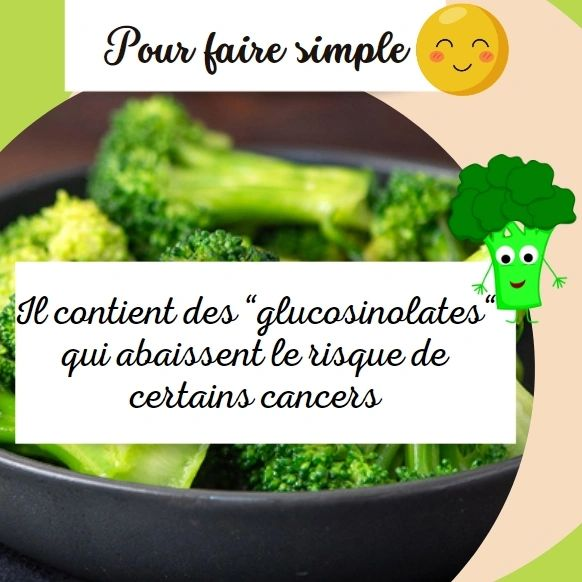 Pour faire simple
Il contient des “glucosinolates“
qui abaissent le risque de
certains cancers